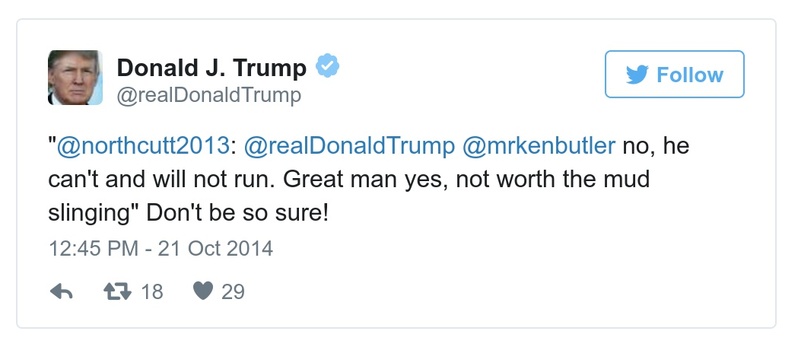 Donald J. Trump
@realDonaldTrump
Follow
"@northcutt2013: @realDonaldTrump @mrkenbutler no, he
can't and will not run. Great man yes, not worth the mud
slinging" Don't be so sure!
12:45 PM - 21 Oct 2014
18
29